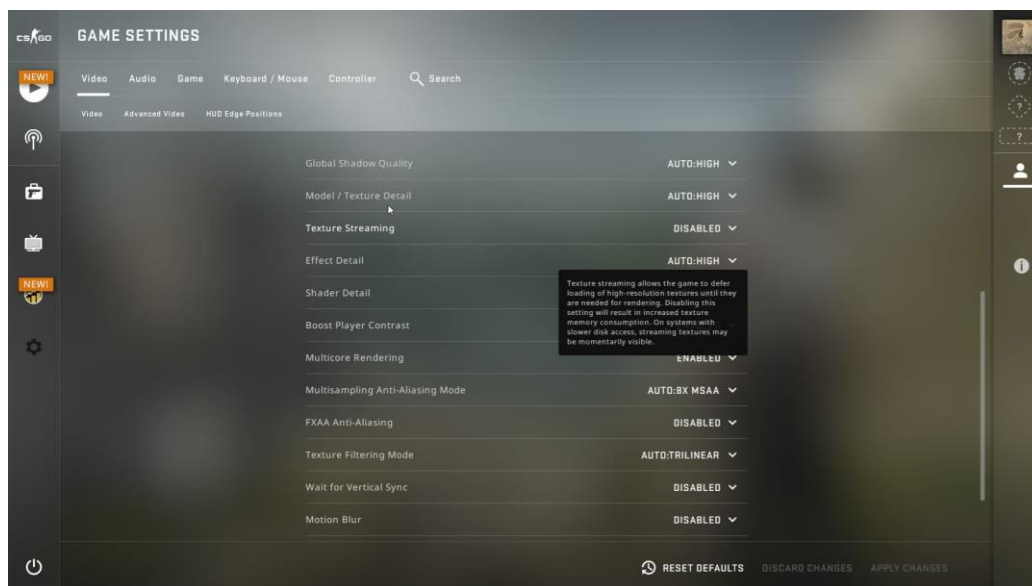 CS GO
GAME SETTINGS
NEW!
Video Audio Game Keyboard / Mouse Controller Search
Video Advanced Video HUD Edge Positions
Global Shadow Quality AUTO:HIGH
Model / Texture Detail AUTO:HIGH
Texture Streaming DISABLED
Effect Detail AUTO:HIGH
NEW!
Shader Detail
Texture streaming allows the game to defer
loading of high-resolution textures until they
are needed for rendering. Disabling this
setting will result in increased texture
memory consumption. On systems with
slower disk access, streaming textures may
be momentarily visible.
Boost Player Contrast
Multicore Rendering ENABLED
Multisampling Anti-Aliasing Mode AUTO:8X MSAA
FXAA Anti-Aliasing DISABLED
Texture Filtering Mode AUTO:TRILINEAR
Wait for Vertical Sync DISABLED
Motion Blur DISABLED
RESET DEFAULTS DISCARD CHANGES APPLY CHANGES